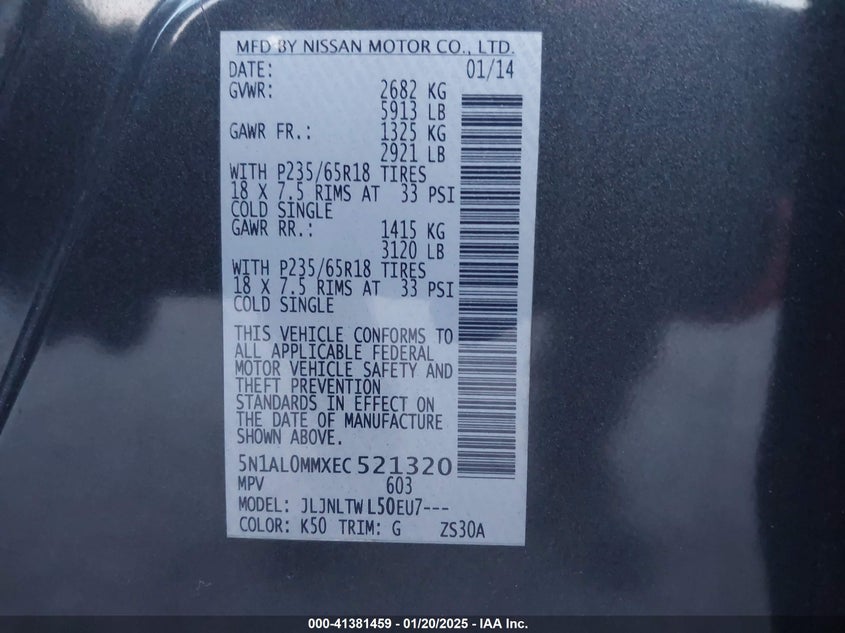 MFD BY NISSAN MOTOR CO., LTD.
DATE: 01/14
GVWR: 2682 KG
5913 LB
GAWR FR.: 1325 KG
2921 LB
WITH P235/65R18 TIRES
18 X 7.5 RIMS AT 33 PSI
COLD SINGLE
GAWR RR.: 1415 KG
3120 LB
WITH P235/65R18 TIRES
18 X 7.5 RIMS AT 33 PSI
COLD SINGLE
THIS VEHICLE CONFORMS TO
ALL APPLICABLE FEDERAL
MOTOR VEHICLE SAFETY AND
THEFT PREVENTION
STANDARDS IN EFFECT ON
THE DATE OF MANUFACTURE
SHOWN ABOVE.
5N1AL0MMXEC 521320
MPV 603
MODEL: JLJNLTW L50EU7---
COLOR: K50 TRIM: G ZS30A
000-41381459 - 01/20/2025 - IAA Inc.